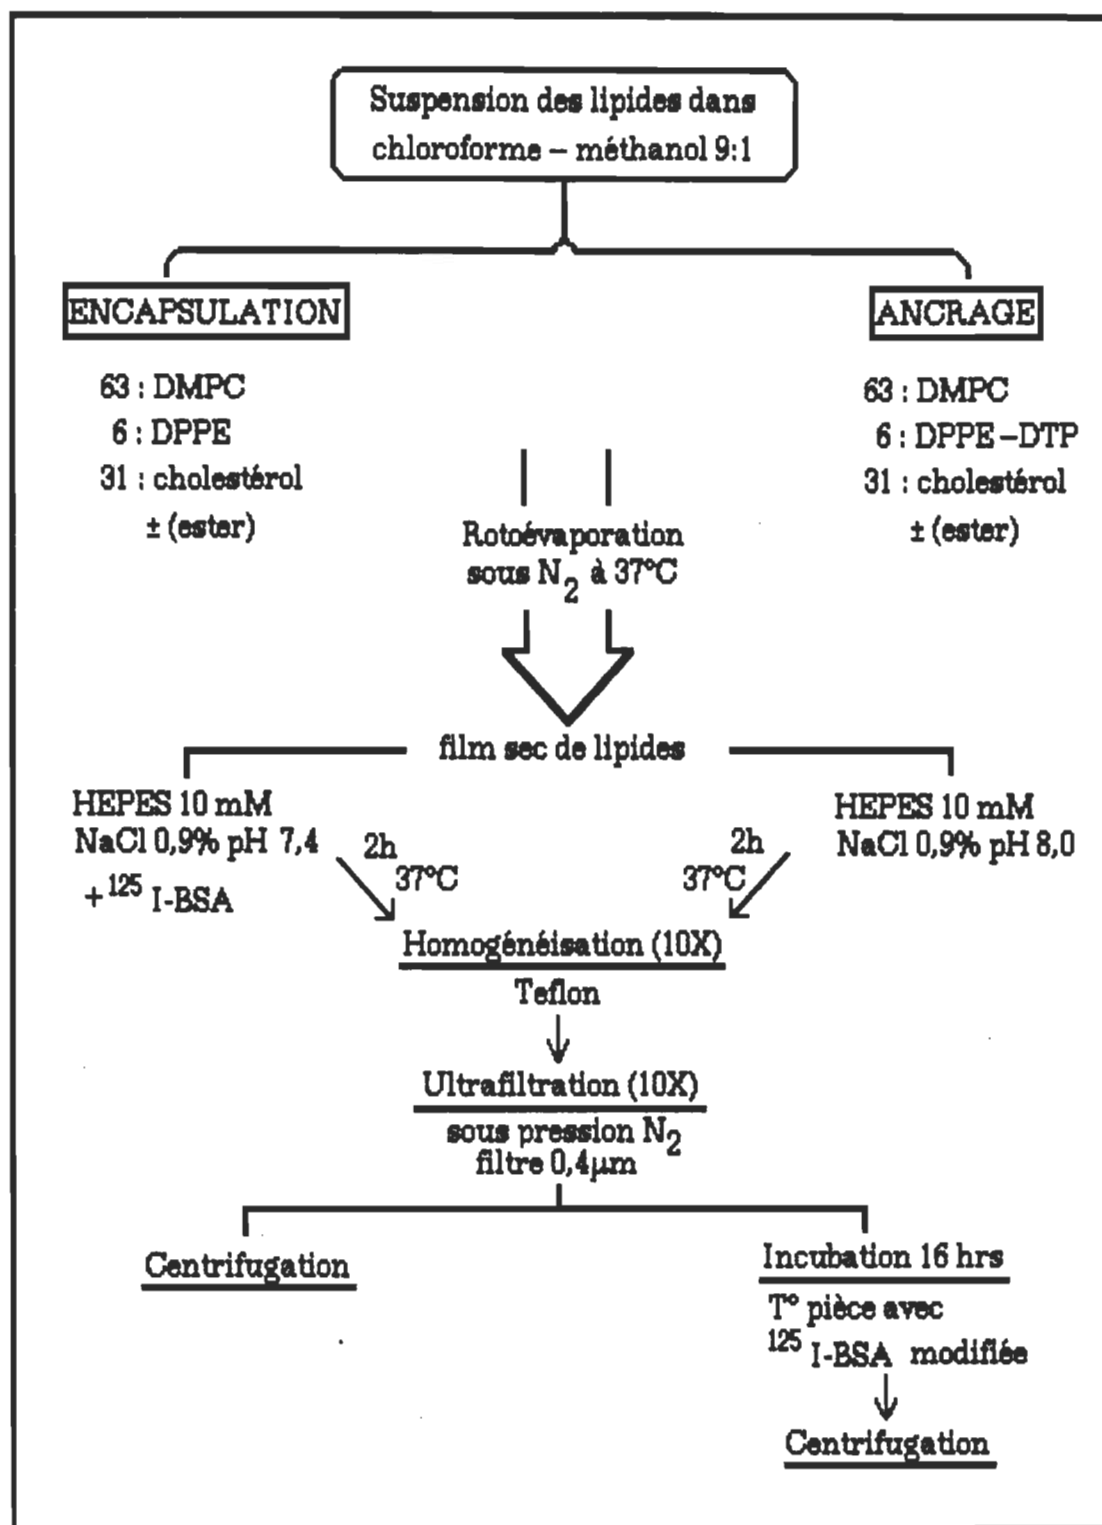 Suspension des lipides dans
chloroforme – méthanol 9:1
ENCAPSULATION
63 : DMPC
6 : DPPE
31 : cholestérol
± (ester)
ANCRAGE
63 : DMPC
6 : DPPE–DTP
31 : cholestérol
± (ester)
Rotoévaporation
sous N₂ à 37°C
film sec de lipides
HEPES 10 mM
NaCl 0,9% pH 7,4
+ ¹²⁵ I-BSA
2h
37°C
HEPES 10 mM
NaCl 0,9% pH 8,0
2h
37°C
Homogénéisation (10X)
Teflon
Ultrafiltration (10X)
sous pression N₂
filtre 0,4µm
Centrifugation
Incubation 16 hrs
T° pièce avec
¹²⁵ I-BSA modifiée
Centrifugation